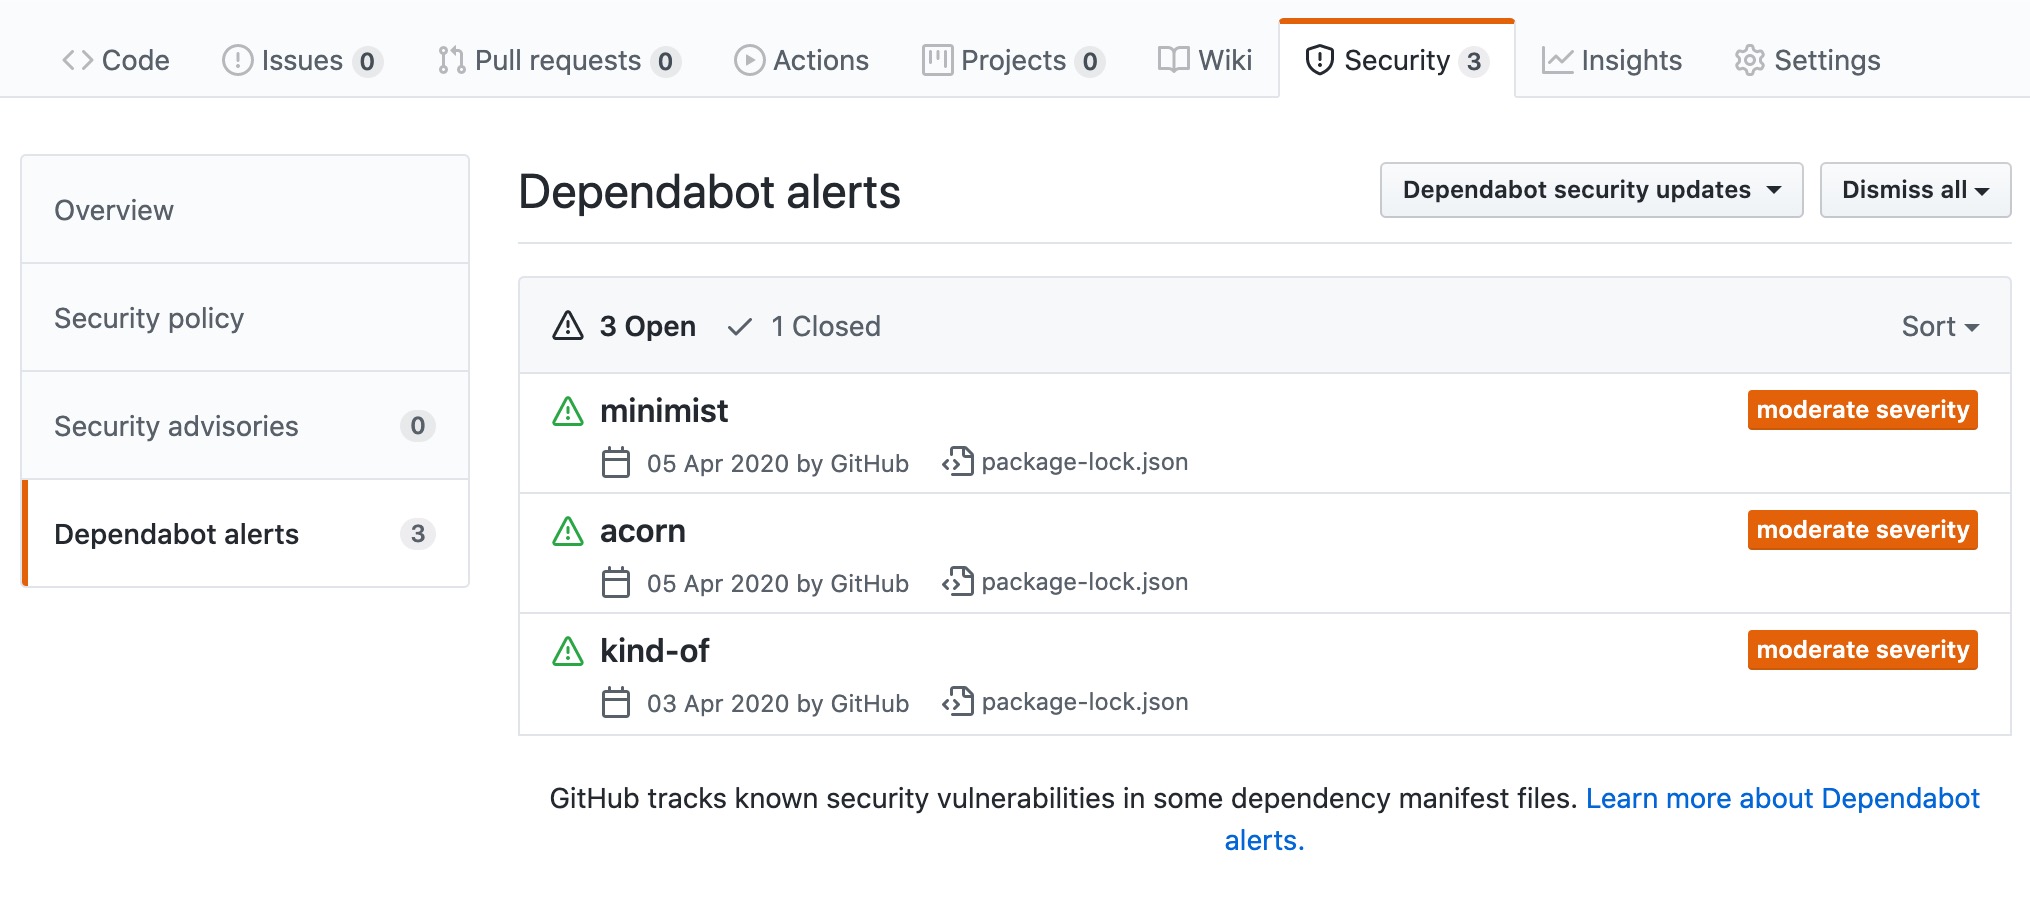 Code Issues 0 Pull requests 0 Actions Projects 0 Wiki Security 3 Insights Settings
Overview
Security policy
Security advisories 0
Dependabot alerts 3
Dependabot alerts
Dependabot security updates Dismiss all
3 Open 1 Closed Sort
minimist moderate severity
05 Apr 2020 by GitHub package-lock.json
acorn moderate severity
05 Apr 2020 by GitHub package-lock.json
kind-of moderate severity
03 Apr 2020 by GitHub package-lock.json
GitHub tracks known security vulnerabilities in some dependency manifest files. Learn more about Dependabot
alerts.